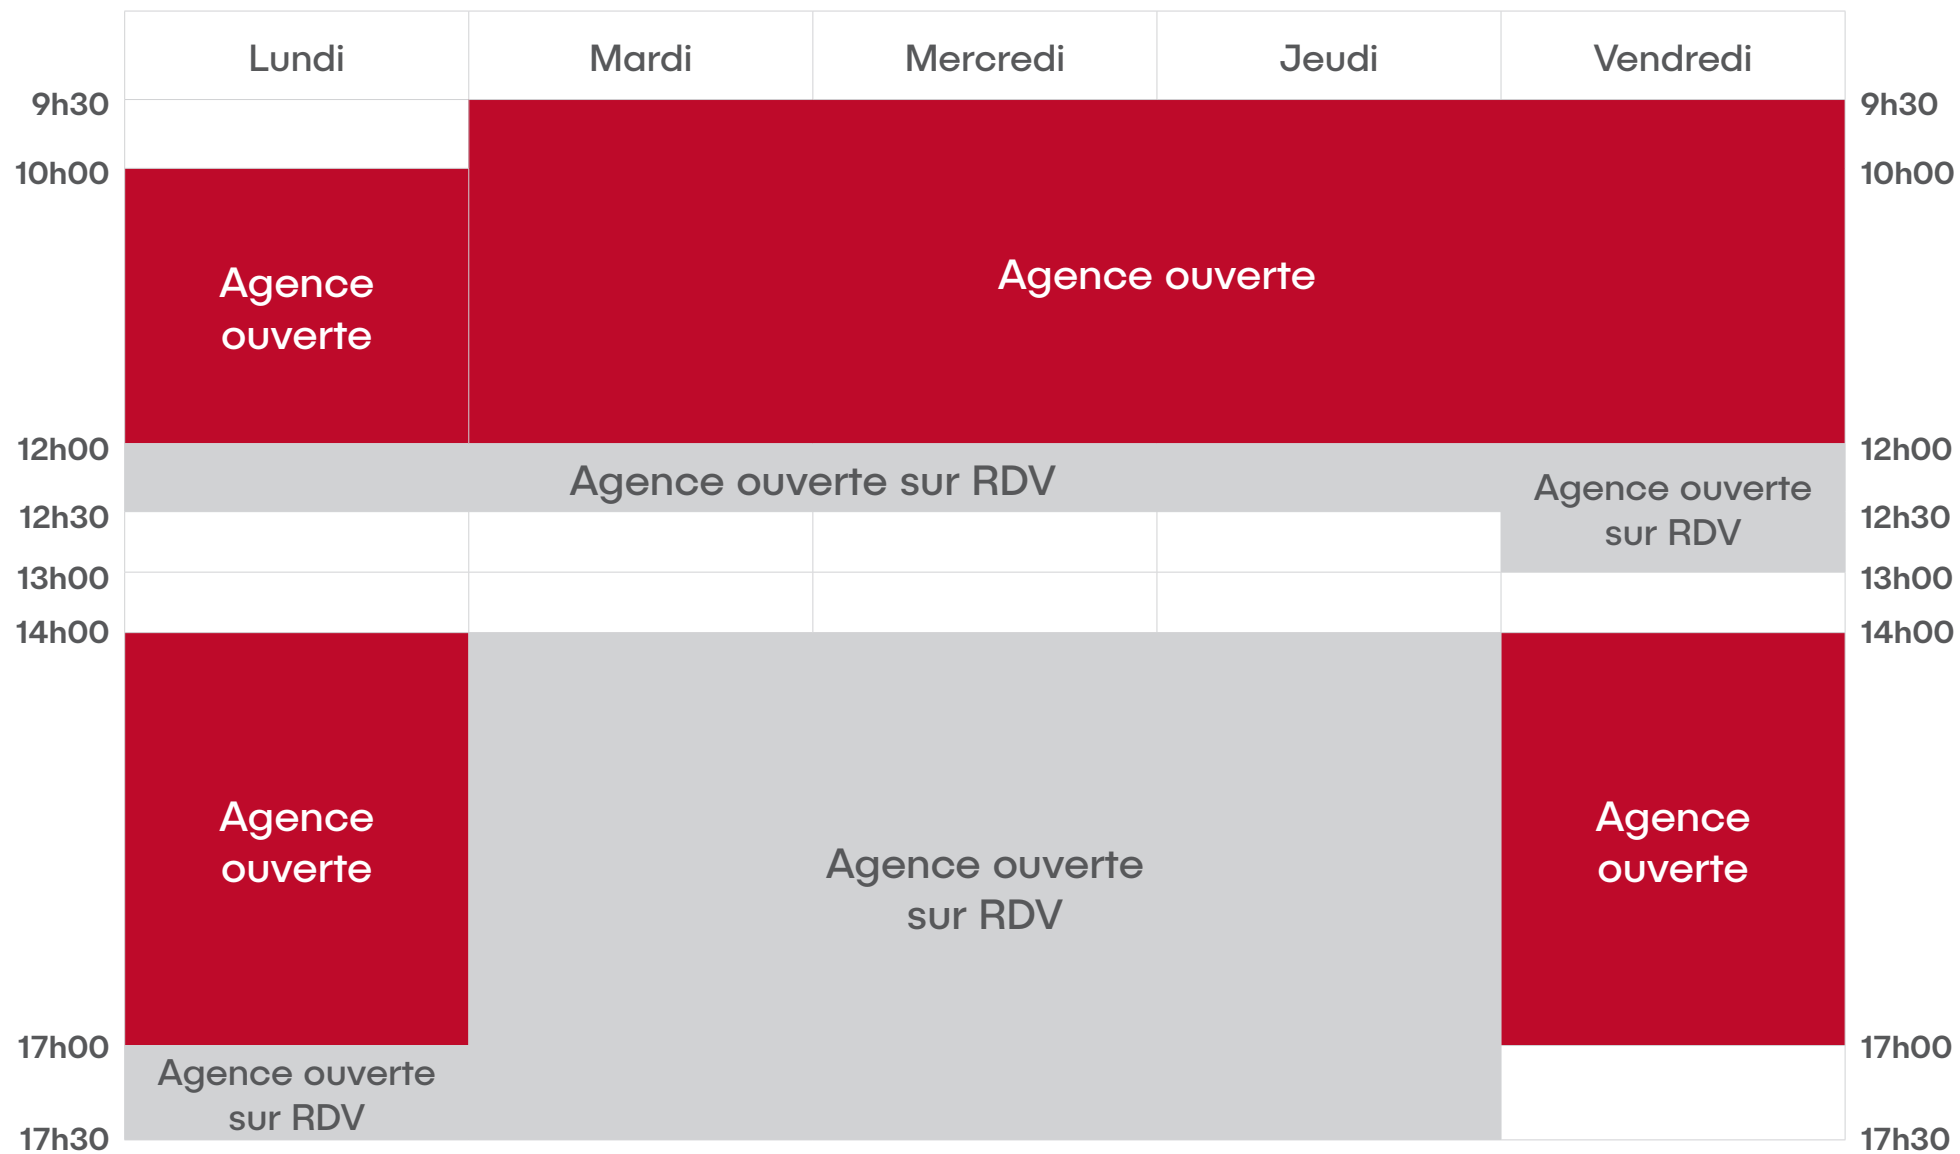 Lundi
Mardi
Mercredi
Jeudi
Vendredi
9h30
9h30
10h00
10h00
Agence
ouverte
Agence ouverte
12h00
12h00
Agence ouverte sur RDV
Agence ouverte
sur RDV
12h30
12h30
13h00
13h00
14h00
14h00
Agence
ouverte
Agence ouverte
sur RDV
Agence
ouverte
17h00
17h00
Agence ouverte
sur RDV
17h30
17h30